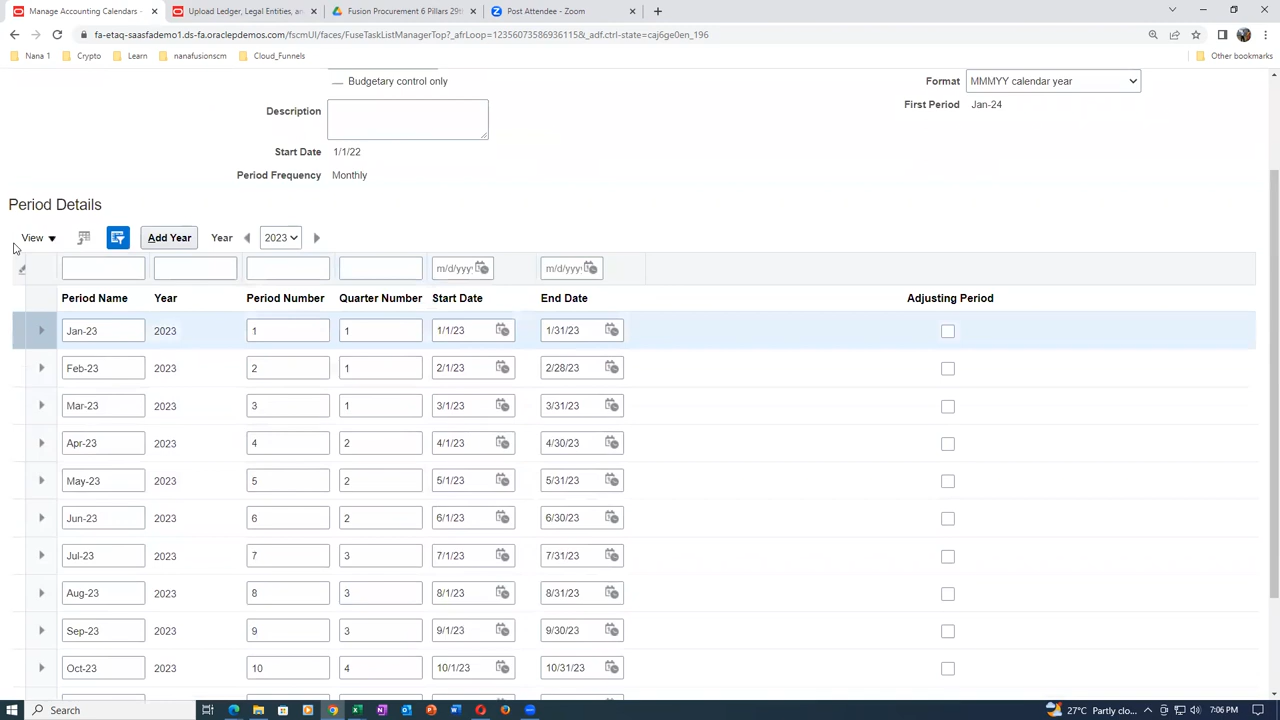 Manage Accounting Calendars -
Upload Ledger, Legal Entities, an
Fusion Procurement 6 Pillars 29th
Post Attendee - Zoom
fa-etaq-saasfademo1.ds-fa.oraclepdemos.com/fscmUI/faces/FuseTaskListManagerTop?_afrLoop=12356073586936115&_adf.ctrl-state=caj6ge0en_196
Nana 1 Crypto Learn nanafusionscm Cloud_Funnels Other bookmarks
Budgetary control only
Format MMMYY calendar year
First Period Jan-24
Description
Start Date 1/1/22
Period Frequency Monthly
Period Details
View Add Year Year 2023
m/d/yyy m/d/yyy
Period Name Year Period Number Quarter Number Start Date End Date Adjusting Period
Jan-23 2023 1 1 1/1/23 1/31/23
Feb-23 2023 2 1 2/1/23 2/28/23
Mar-23 2023 3 1 3/1/23 3/31/23
Apr-23 2023 4 2 4/1/23 4/30/23
May-23 2023 5 2 5/1/23 5/31/23
Jun-23 2023 6 2 6/1/23 6/30/23
Jul-23 2023 7 3 7/1/23 7/31/23
Aug-23 2023 8 3 8/1/23 8/31/23
Sep-23 2023 9 3 9/1/23 9/30/23
Oct-23 2023 10 4 10/1/23 10/31/23
Search 27°C Partly clo... 7:06 PM